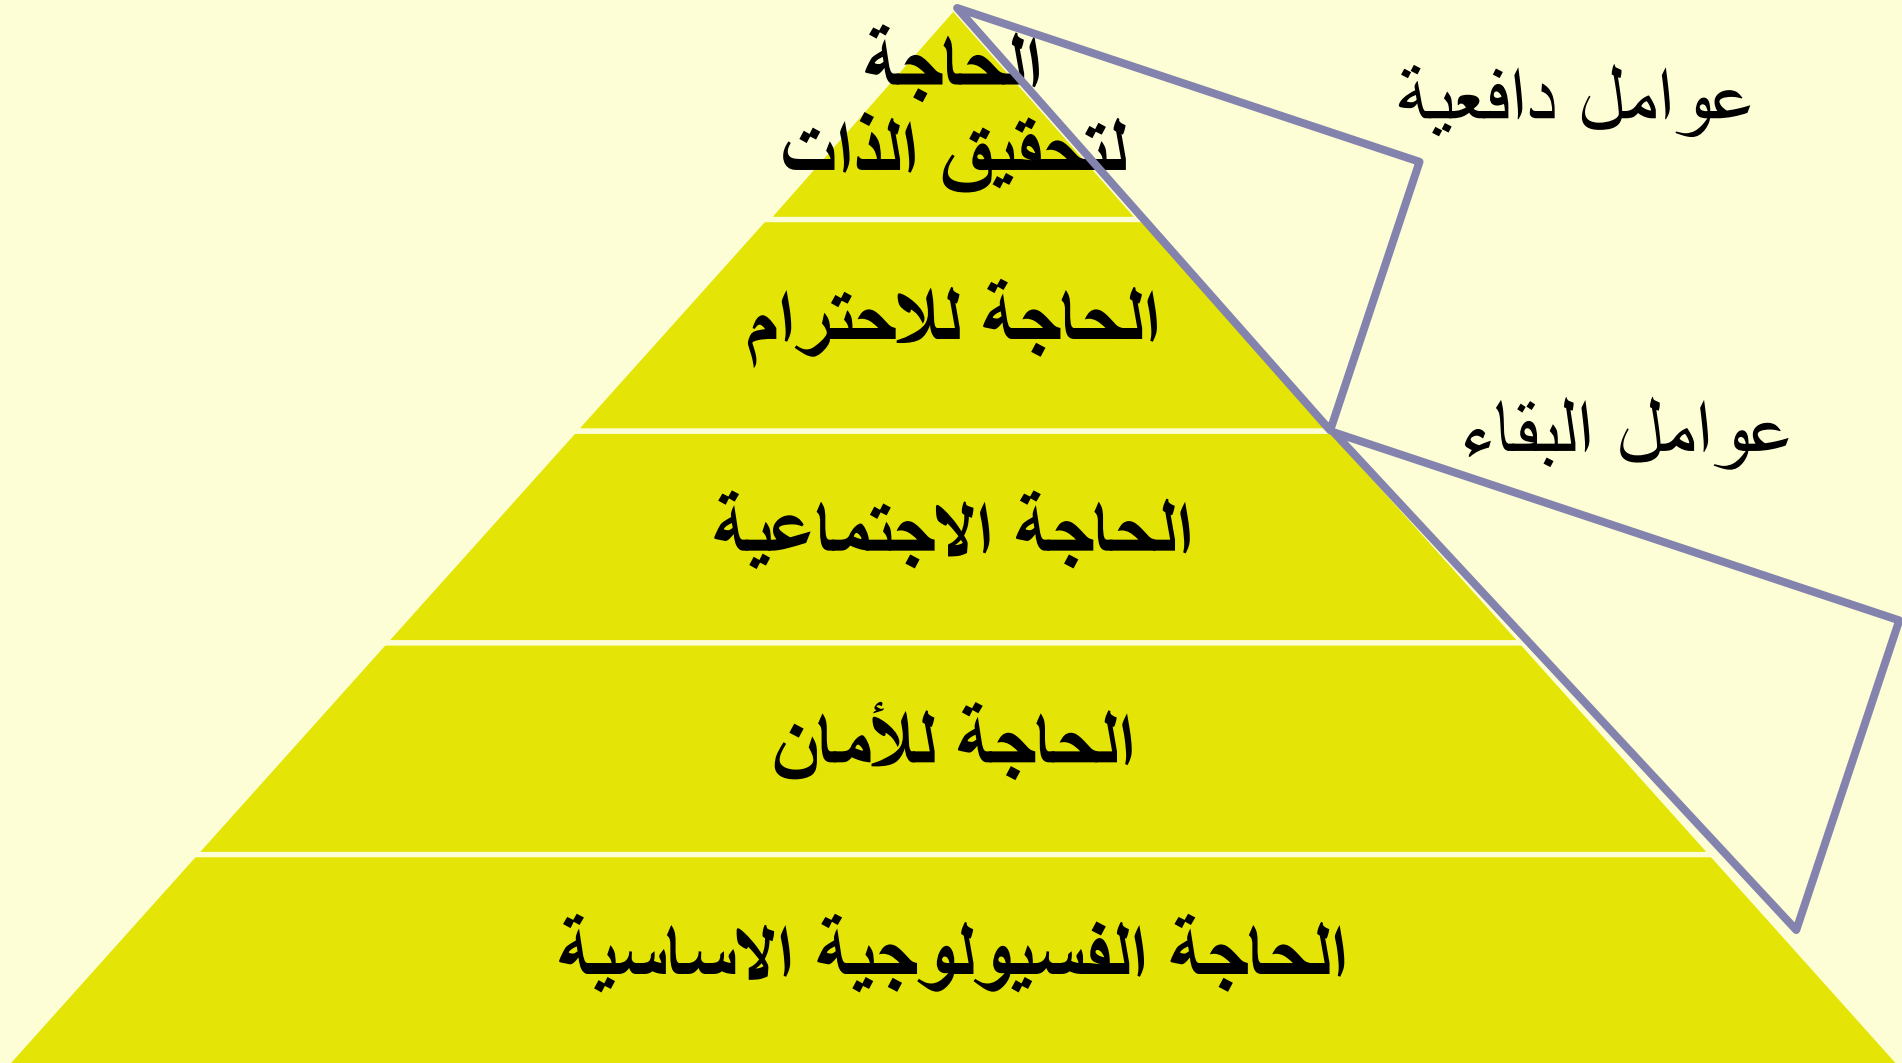 الحاجة
لتحقيق الذات
عوامل دافعية
الحاجة للاحترام
عوامل البقاء
الحاجة الاجتماعية
الحاجة للأمان
الحاجة الفسيولوجية الاساسية